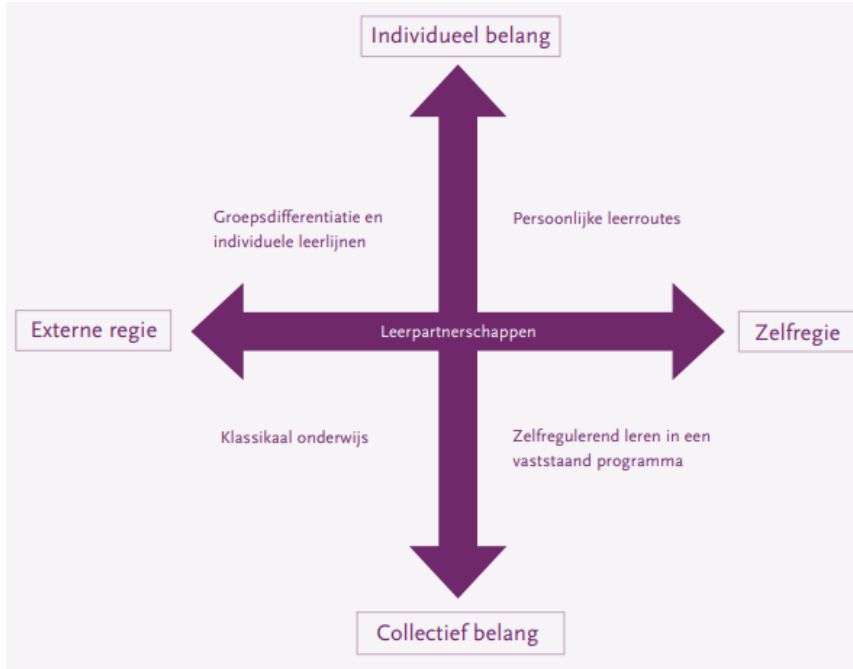 Individueel belang
Groepsdifferentiatie en
individuele leerlijnen
Persoonlijke leerroutes
Externe regie
Leerpartnerschappen
Zelfregie
Klassikaal onderwijs
Zelfregulerend leren in een
vaststaand programma
Collectief belang